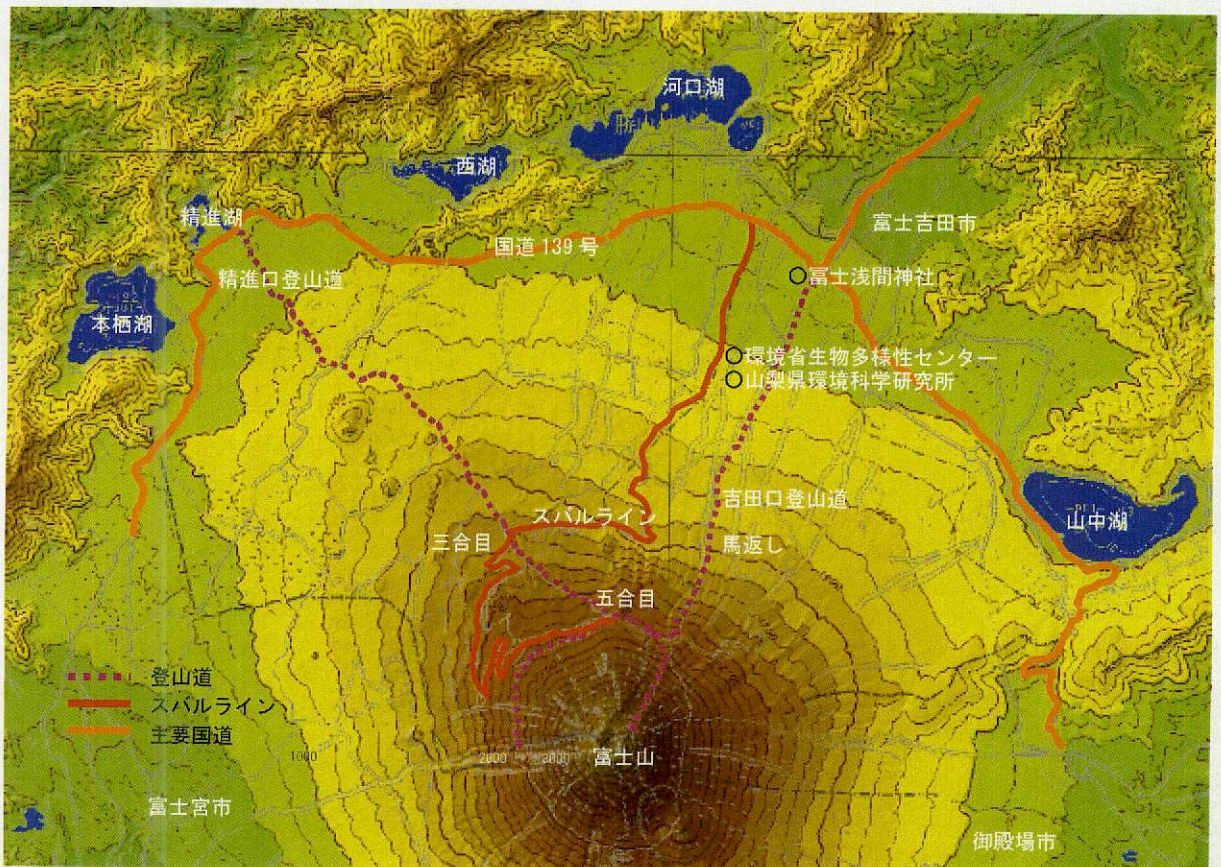 河口湖
西湖
精進湖
富士吉田市
国道 139 号
精進口登山道
富士浅間神社
本栖湖
環境省生物多様性センター
山梨県環境科学研究所
吉田口登山道
スバルライン
山中湖
三合目
馬返し
五合目
登山道
スバルライン
主要国道
1000
2000
3000
富士山
富士宮市
御殿場市